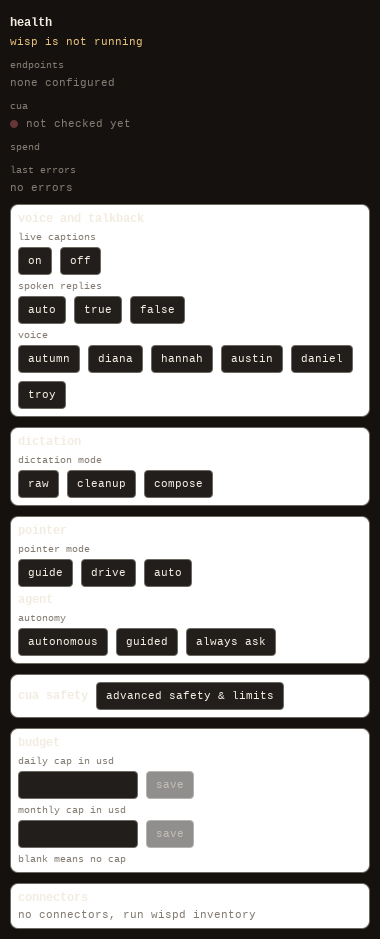 health
wisp is not running
endpoints
none configured
cua
not checked yet
spend
last errors
no errors
voice and talkback
live captions
on off
spoken replies
auto true false
voice
autumn diana hannah austin daniel
troy
dictation
dictation mode
raw cleanup compose
pointer
pointer mode
guide drive auto
agent
autonomy
autonomous guided always ask
cua safety advanced safety & limits
budget
daily cap in usd
save
monthly cap in usd
save
blank means no cap
connectors
no connectors, run wispd inventory